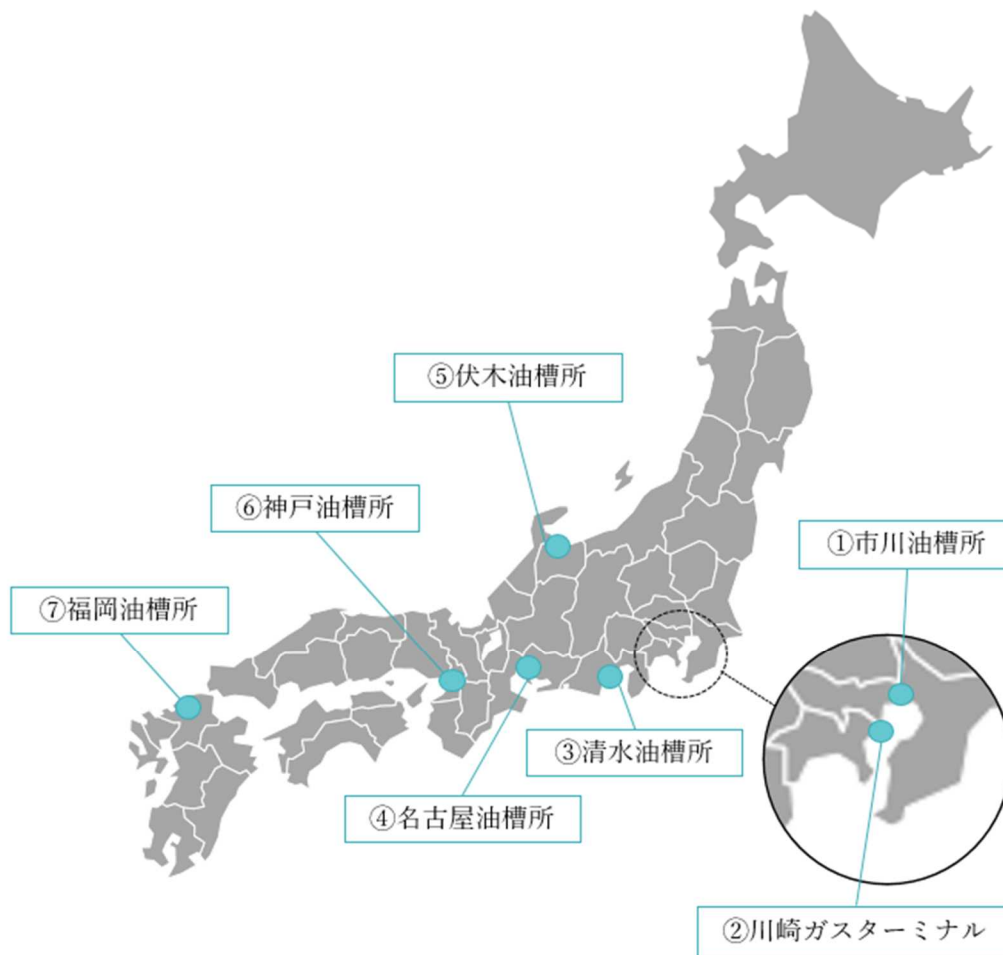 ⑤伏木油槽所
⑥神戸油槽所
①市川油槽所
⑦福岡油槽所
③清水油槽所
④名古屋油槽所
②川崎ガスターミナル